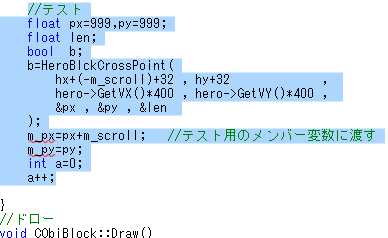 //テスト
float px=999,py=999;
float len;
bool b;
b=HeroBlckCrossPoint(
hx+(-m_scroll)+32 , hy+32 ,
hero->GetVX()*400 , hero->GetVY()*400 ,
&px , &py , &len
);
m_px=px+m_scroll; //テスト用のメンバー変数に渡す
m_py=py;
int a=0;
a++;
}
//ドロー
void CObjBlock::Draw()